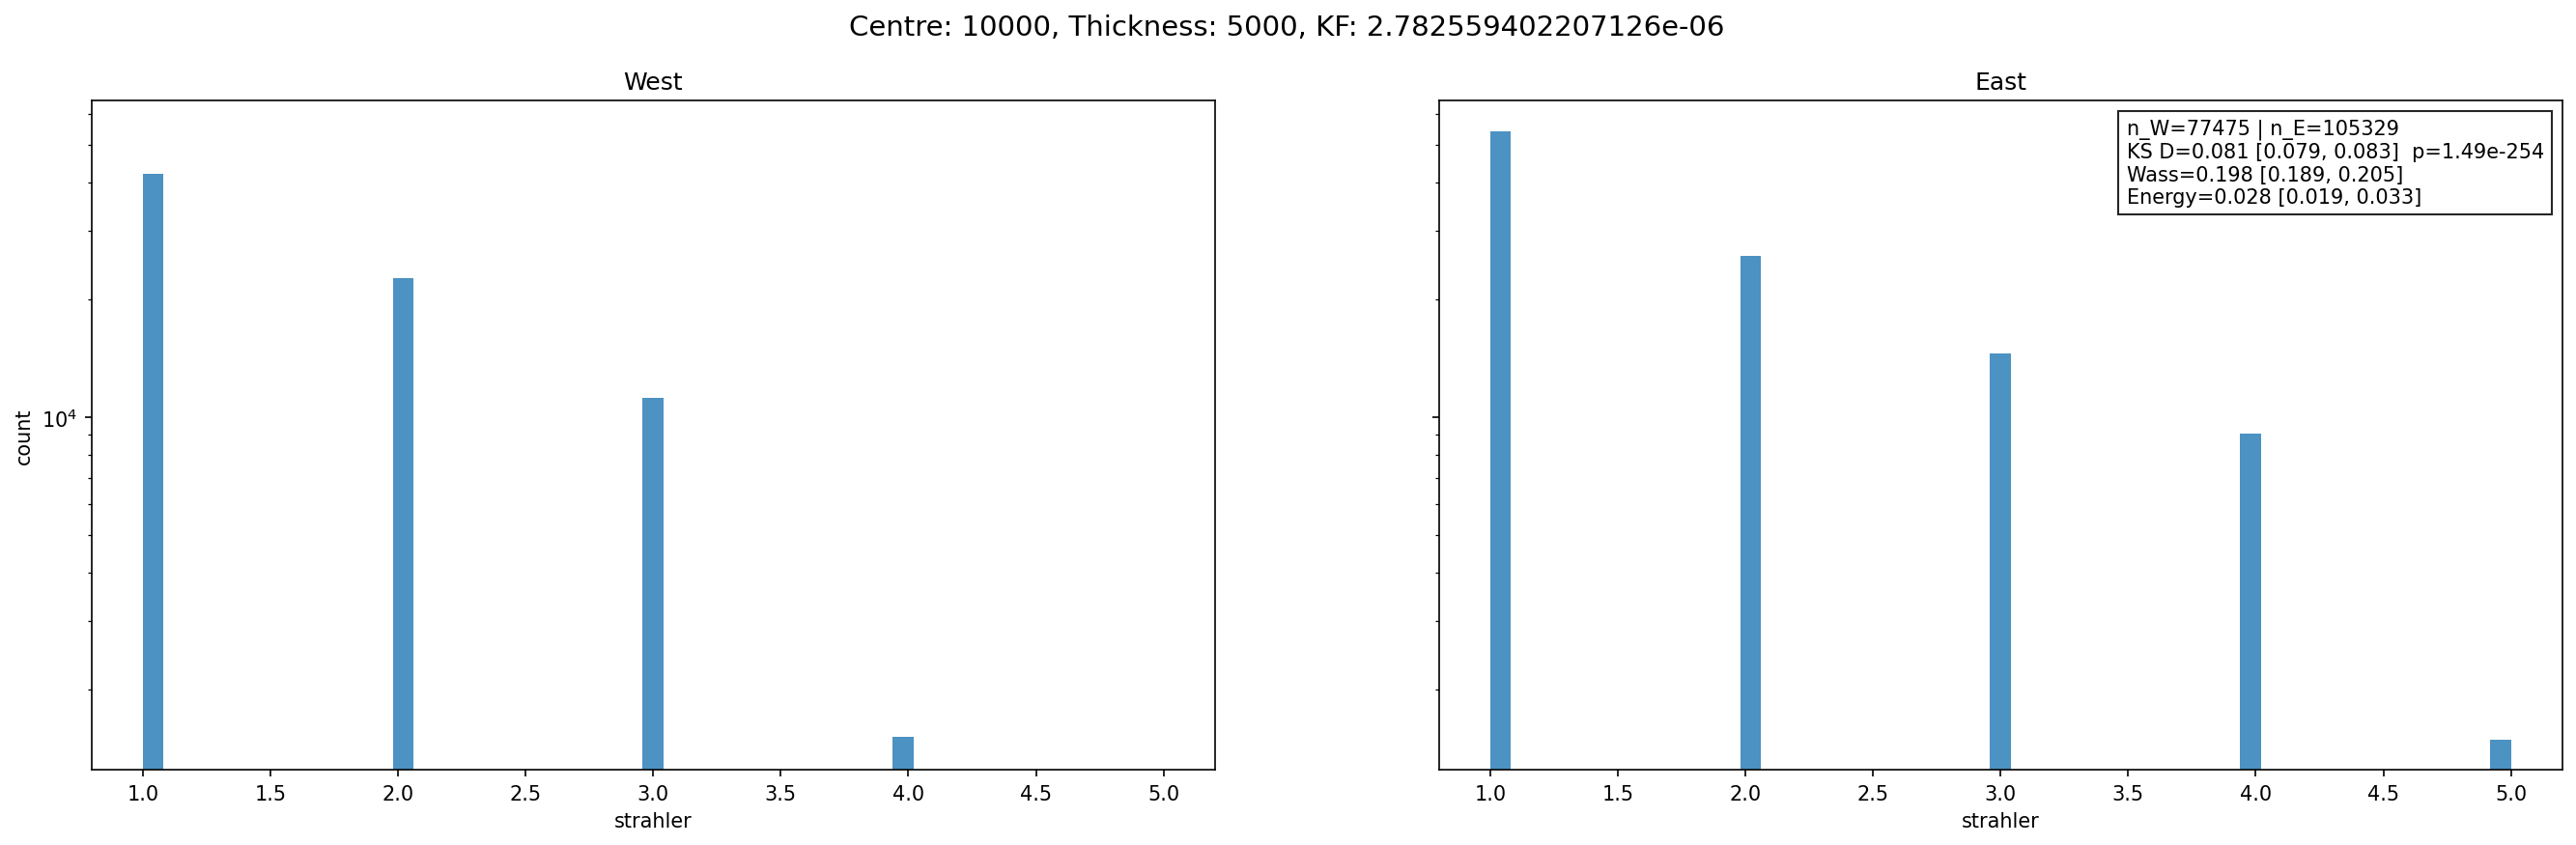 Centre: 10000, Thickness: 5000, KF: 2.782559402207126e-06
West
count
10⁴
1.0 1.5 2.0 2.5 3.0 3.5 4.0 4.5 5.0
strahler
East
n_W=77475 | n_E=105329
KS D=0.081 [0.079, 0.083]  p=1.49e-254
Wass=0.198 [0.189, 0.205]
Energy=0.028 [0.019, 0.033]
1.0 1.5 2.0 2.5 3.0 3.5 4.0 4.5 5.0
strahler